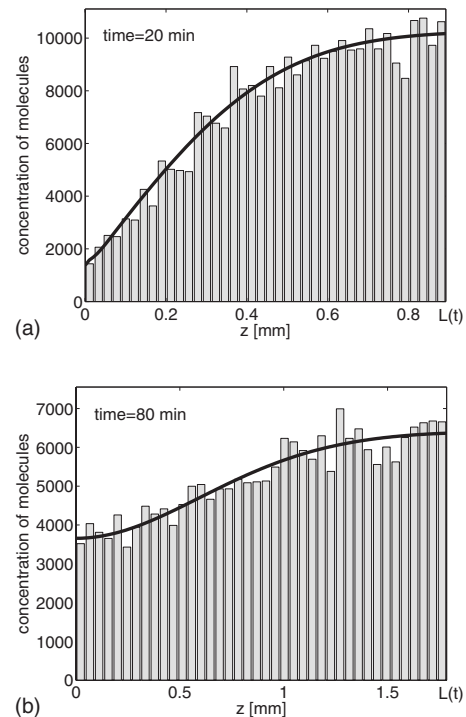 10000
8000
6000
4000
2000
0
concentration of molecules
time=20 min
0 0.2 0.4 0.6 0.8 L(t)
z [mm]
(a)
7000
6000
5000
4000
3000
2000
1000
0
concentration of molecules
time=80 min
0 0.5 1 1.5 L(t)
z [mm]
(b)